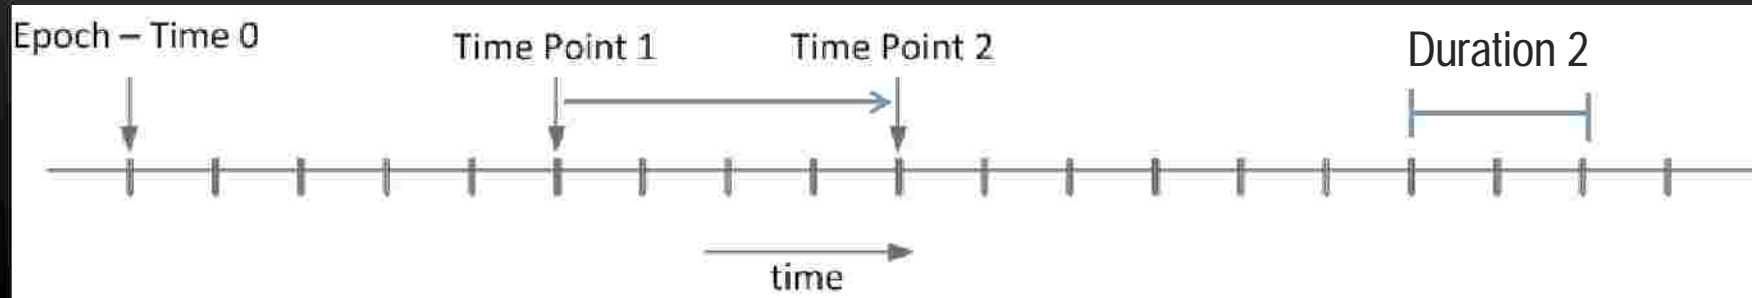 Epoch – Time 0
Time Point 1
Time Point 2
Duration 2
time